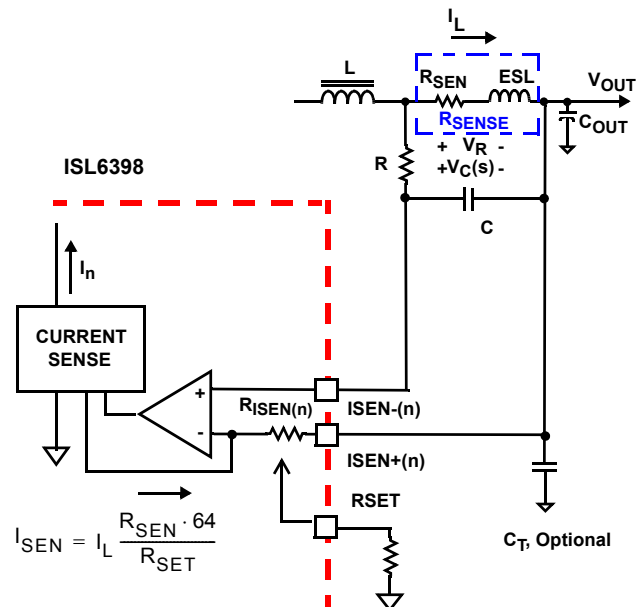 I_L
L
R_SEN
ESL
V_OUT
R_SENSE
C_OUT
+ V_R -
+V_C(s)-
R
C
ISL6398
I_n
CURRENT
SENSE
+
-
R_ISEN(n)
ISEN-(n)
ISEN+(n)
RSET
I_SEN = I_L R_SEN · 64 / R_SET
C_T, Optional